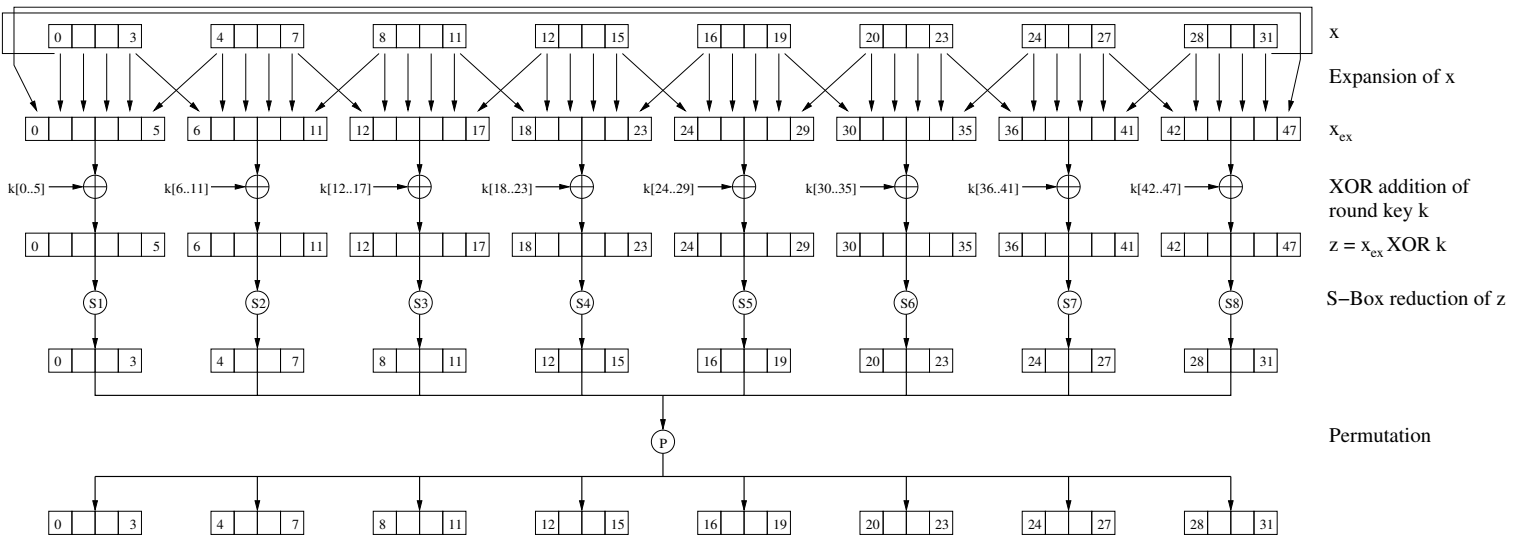 0 3 4 7 8 11 12 15 16 19 20 23 24 27 28 31 x
Expansion of x
0 5 6 11 12 17 18 23 24 29 30 35 36 41 42 47 x_ex
k[0..5] k[6..11] k[12..17] k[18..23] k[24..29] k[30..35] k[36..41] k[42..47] XOR addition of
round key k
0 5 6 11 12 17 18 23 24 29 30 35 36 41 42 47 z = x_ex XOR k
S1 S2 S3 S4 S5 S6 S7 S8 S−Box reduction of z
0 3 4 7 8 11 12 15 16 19 20 23 24 27 28 31
P Permutation
0 3 4 7 8 11 12 15 16 19 20 23 24 27 28 31